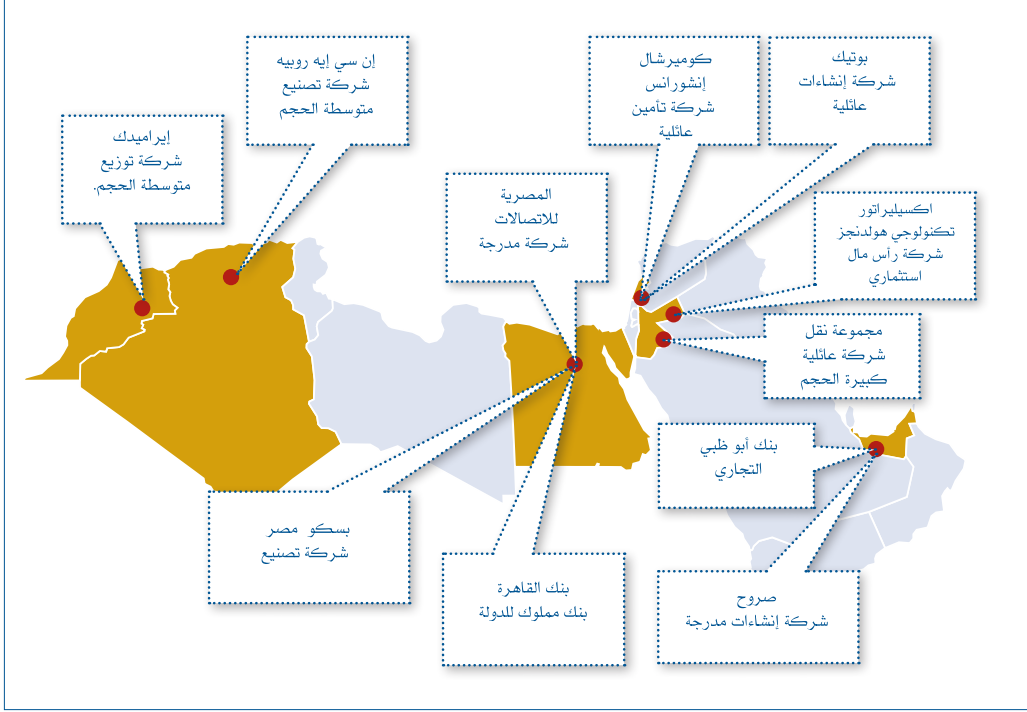 بوتيك
شركة إنشاءات
عائلية
كوميرشال
إنشورانس
شركة تأمين
عائلية
إن سي إيه روبيه
شركة تصنيع
متوسطة الحجم
إيراميدك
شركة توزيع
متوسطة الحجم.
المصرية
للاتصالات
شركة مدرجة
اكسيليراتور
تكنولوجي هولدنجز
شركة رأس مال
استثماري
مجموعة نقل
شركة عائلية
كبيرة الحجم
بنك أبو ظبي
التجاري
بسكو مصر
شركة تصنيع
بنك القاهرة
بنك مملوك للدولة
صروح
شركة إنشاءات مدرجة